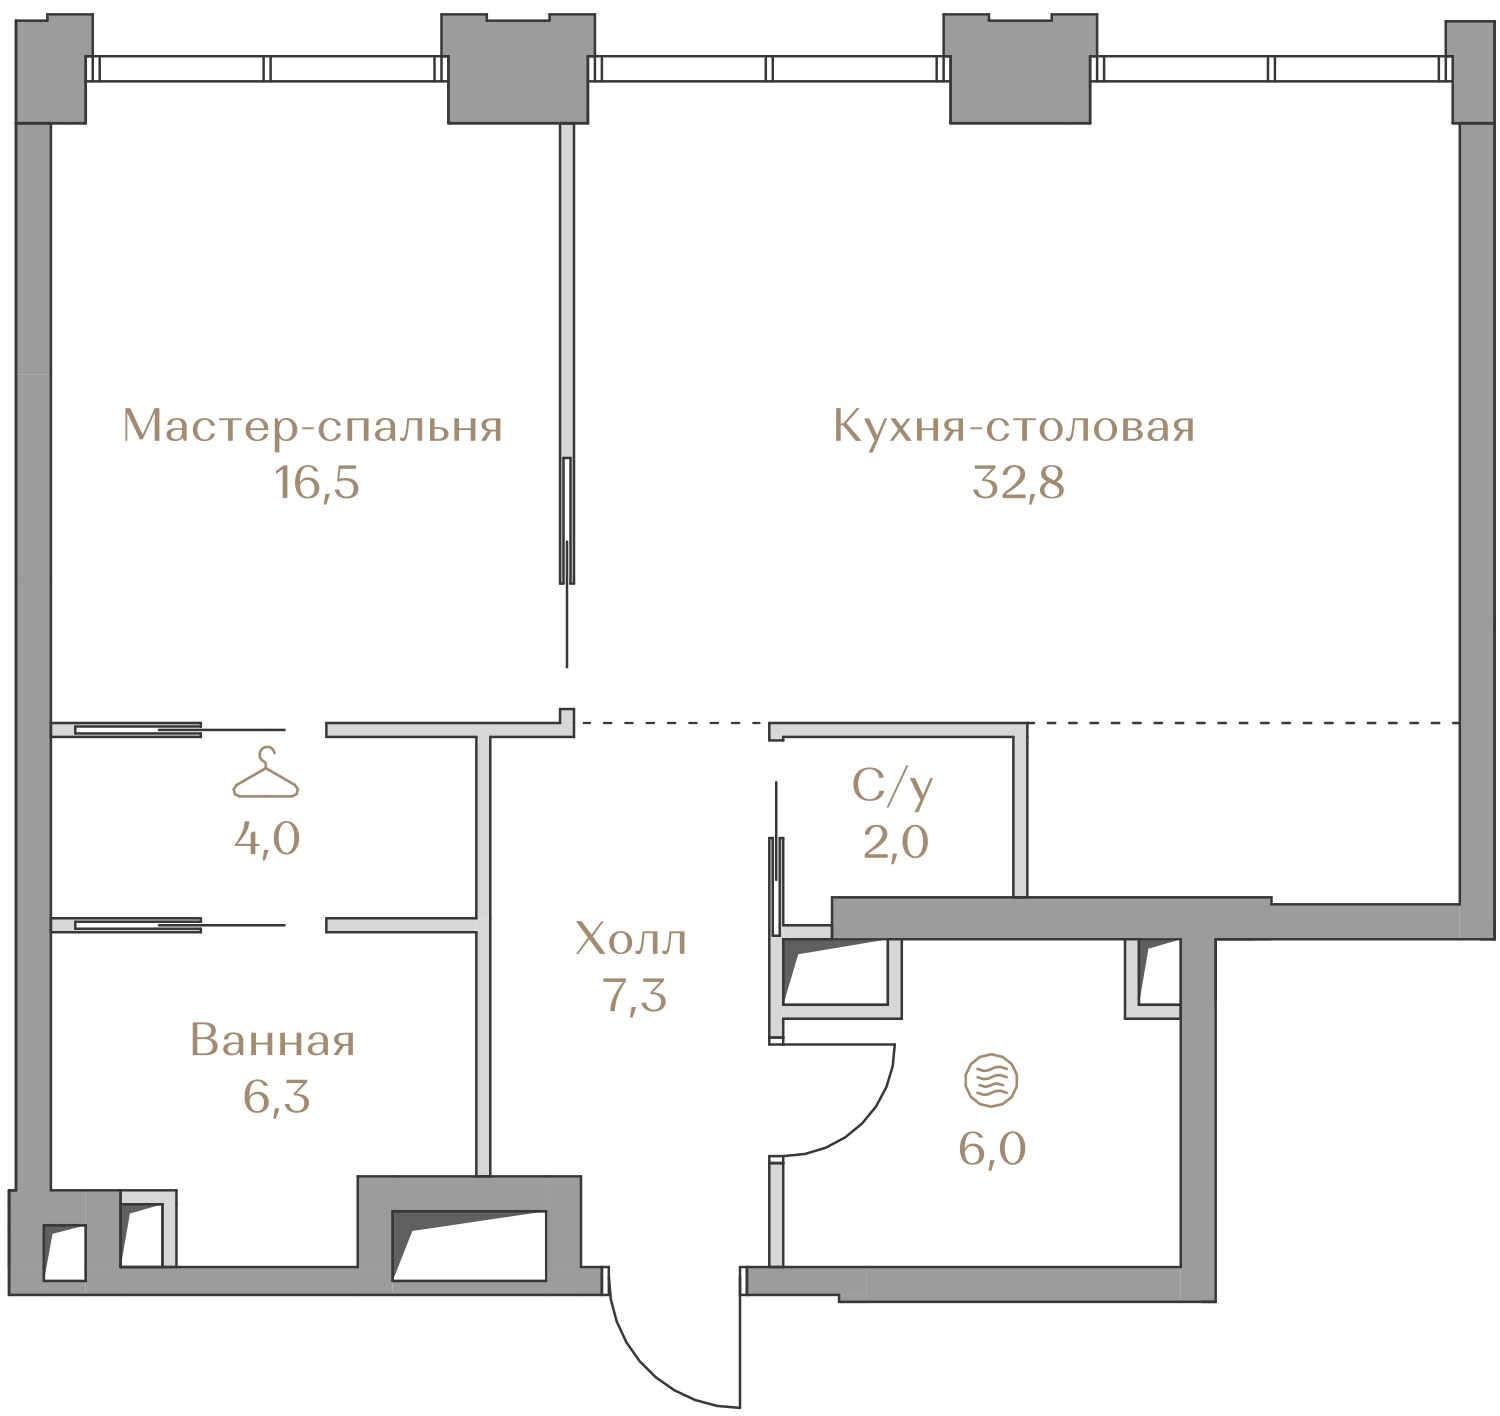 Мастер-спальня
16,5
Кухня-столовая
32,8
4,0
С/у
2,0
Холл
7,3
Ванная
6,3
6,0